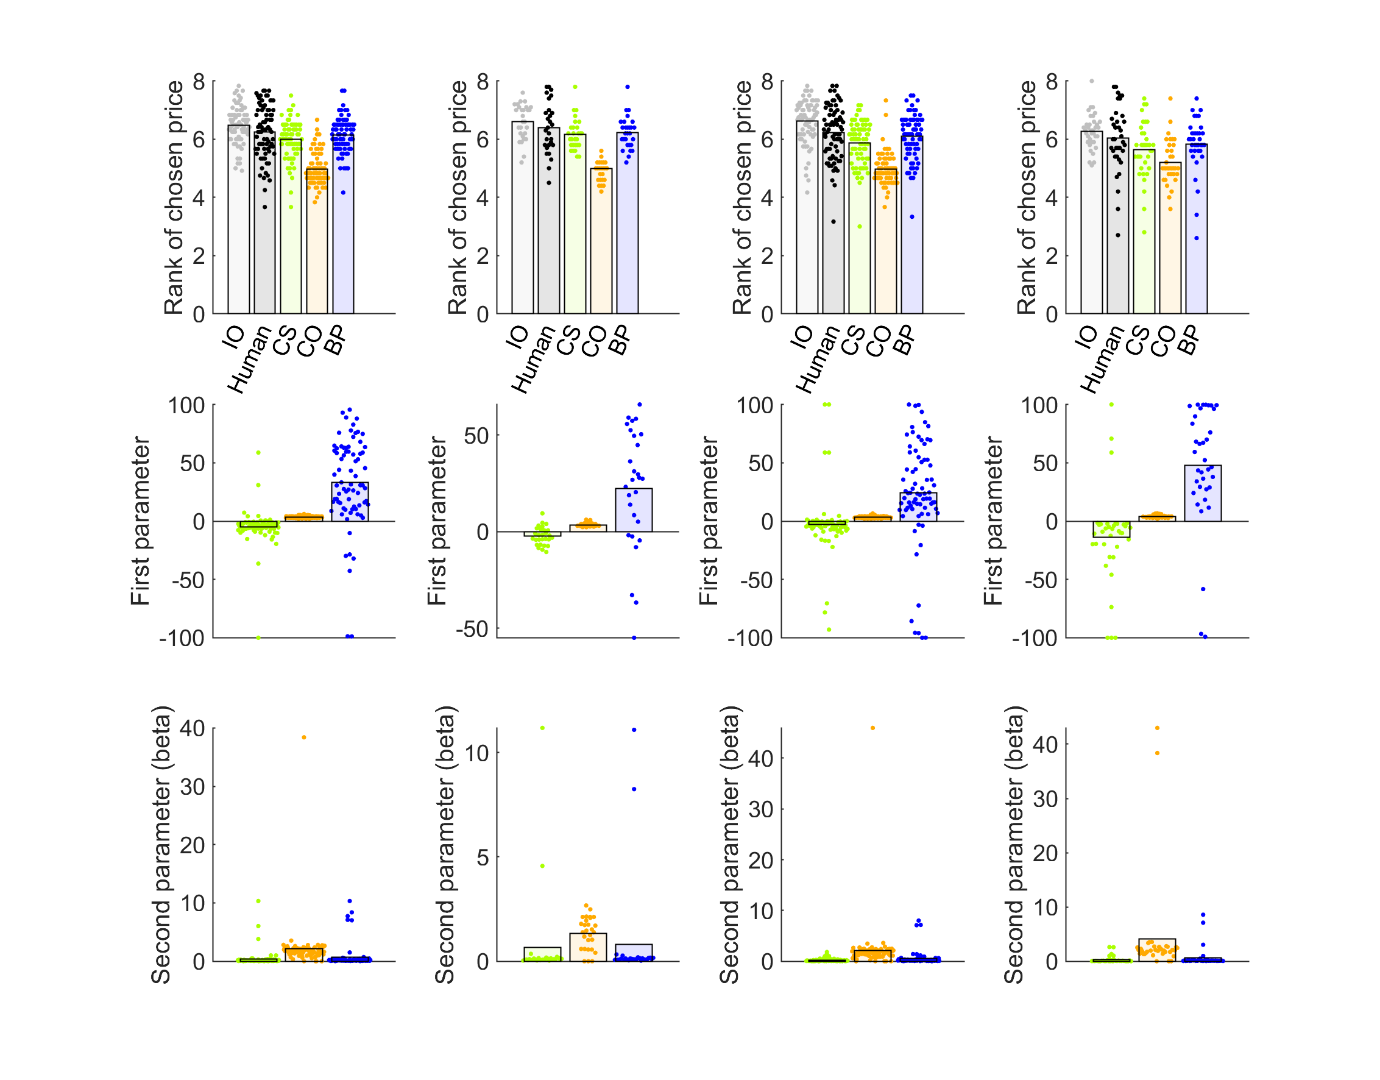 Rank of chosen price
8
6
4
2
0
IO
Human
CS
CO
BP
Rank of chosen price
8
6
4
2
0
IO
Human
CS
CO
BP
Rank of chosen price
8
6
4
2
0
IO
Human
CS
CO
BP
Rank of chosen price
8
6
4
2
0
IO
Human
CS
CO
BP
First parameter
100
50
0
-50
-100
First parameter
50
0
-50
First parameter
100
50
0
-50
-100
First parameter
100
50
0
-50
-100
Second parameter (beta)
40
30
20
10
0
Second parameter (beta)
10
5
0
Second parameter (beta)
40
30
20
10
0
Second parameter (beta)
40
30
20
10
0